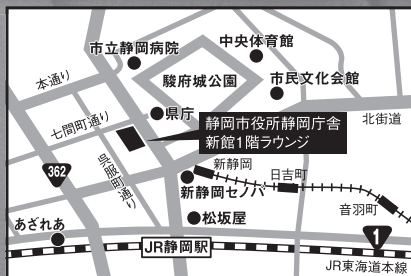 市立静岡病院
中央体育館
本通り
駿府城公園
市民文化会館
県庁
七間町通り
静岡市役所静岡庁舎
新館1階ラウンジ
北街道
呉服町通り
362
新静岡
日吉町
新静岡セノバ
音羽町
松坂屋
あざれあ
JR静岡駅
1
JR東海道本線